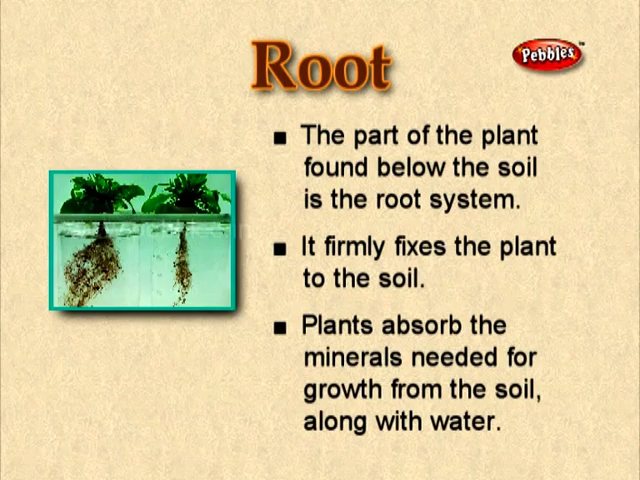 Root
Pebbles™
■ The part of the plant
found below the soil
is the root system.
■ It firmly fixes the plant
to the soil.
■ Plants absorb the
minerals needed for
growth from the soil,
along with water.